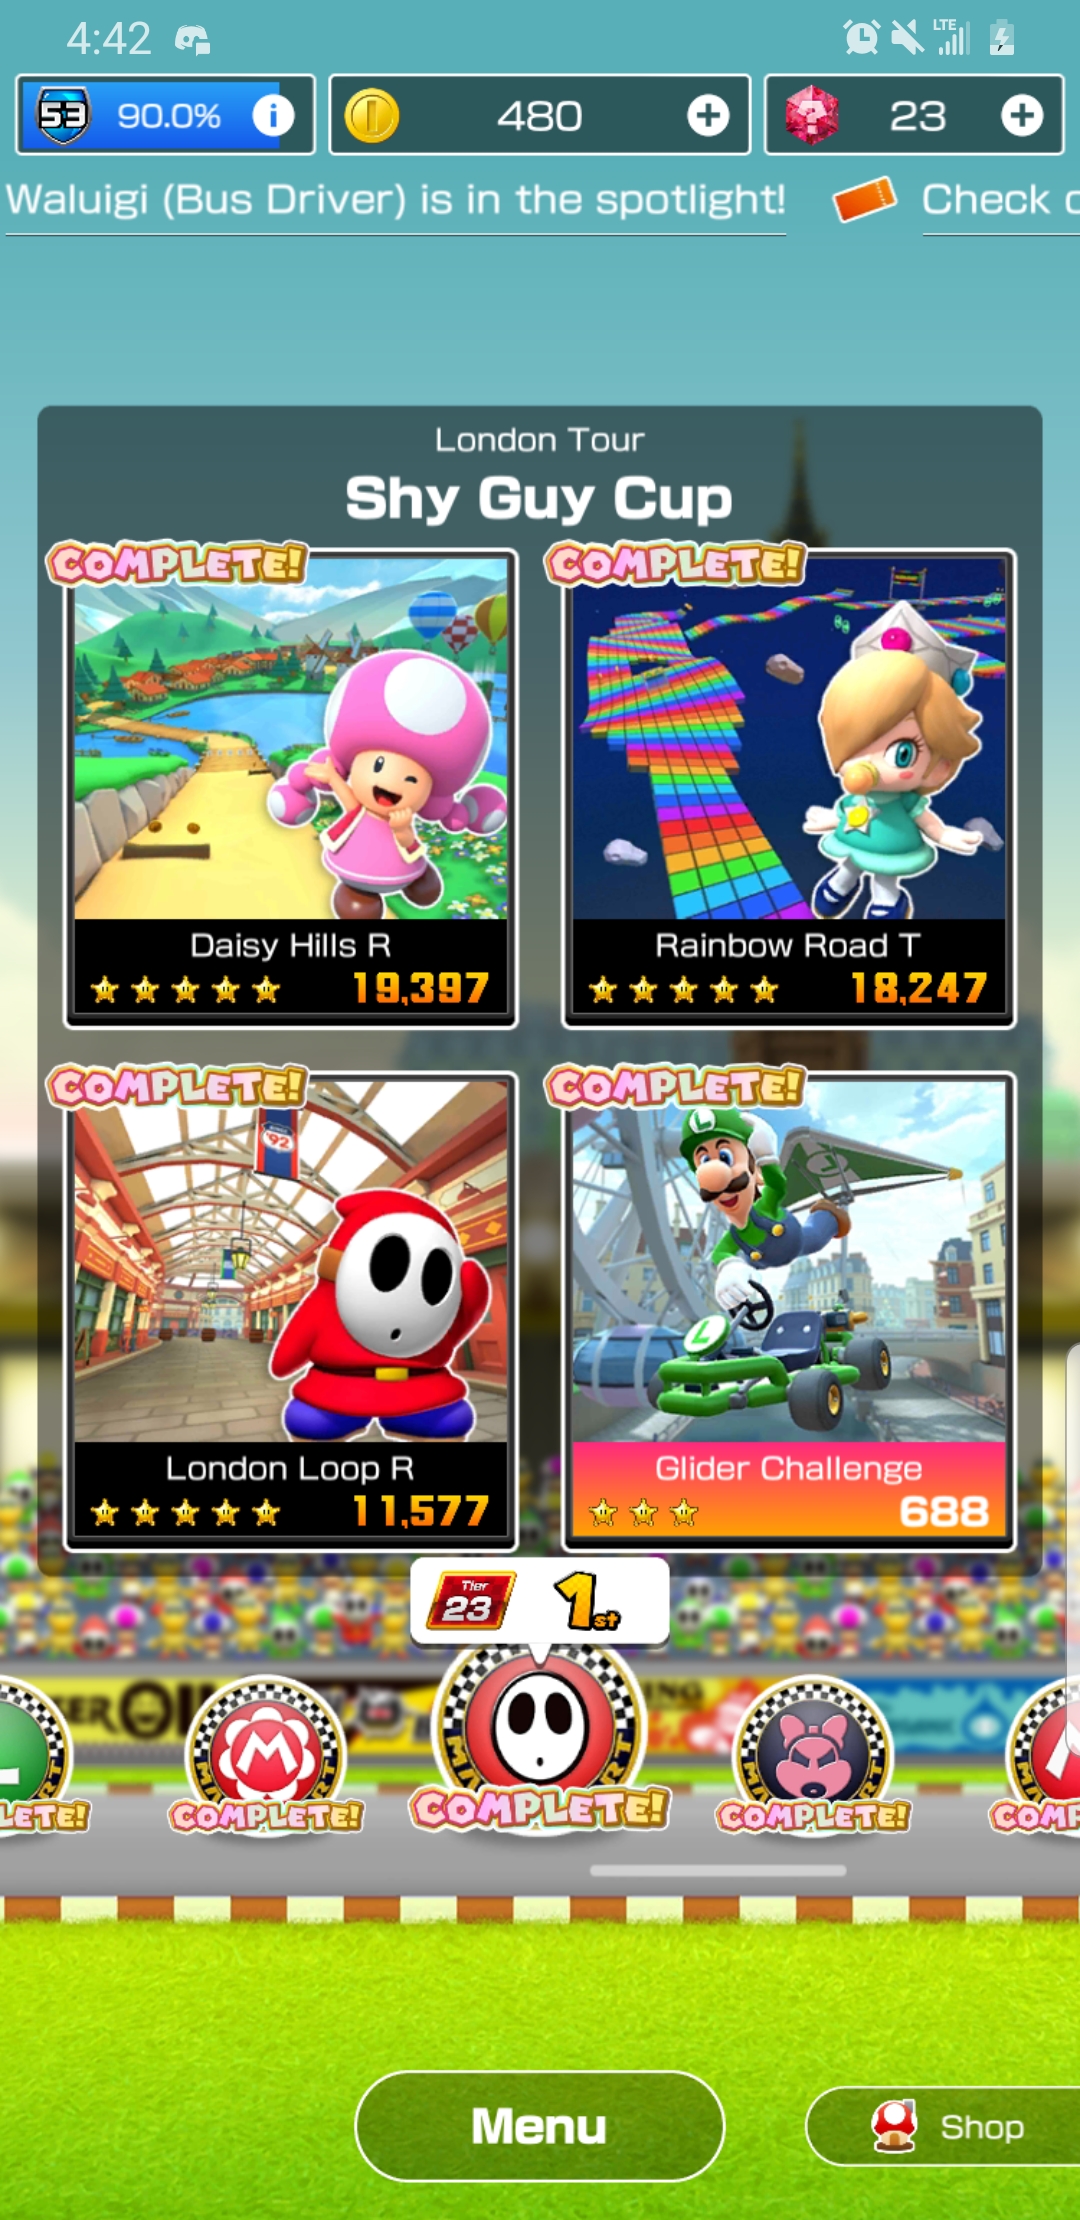 4:42
LTE
53 90.0% i 480 + 23 +
Waluigi (Bus Driver) is in the spotlight! Check
London Tour
Shy Guy Cup
COMPLETE! COMPLETE!
Daisy Hills R Rainbow Road T
19,397 18,247
COMPLETE! COMPLETE!
'92
L
L
London Loop R Glider Challenge
11,577 688
Tier
23 1st
M
COMPLETE! COMPLETE! COMPLETE!
Menu Shop